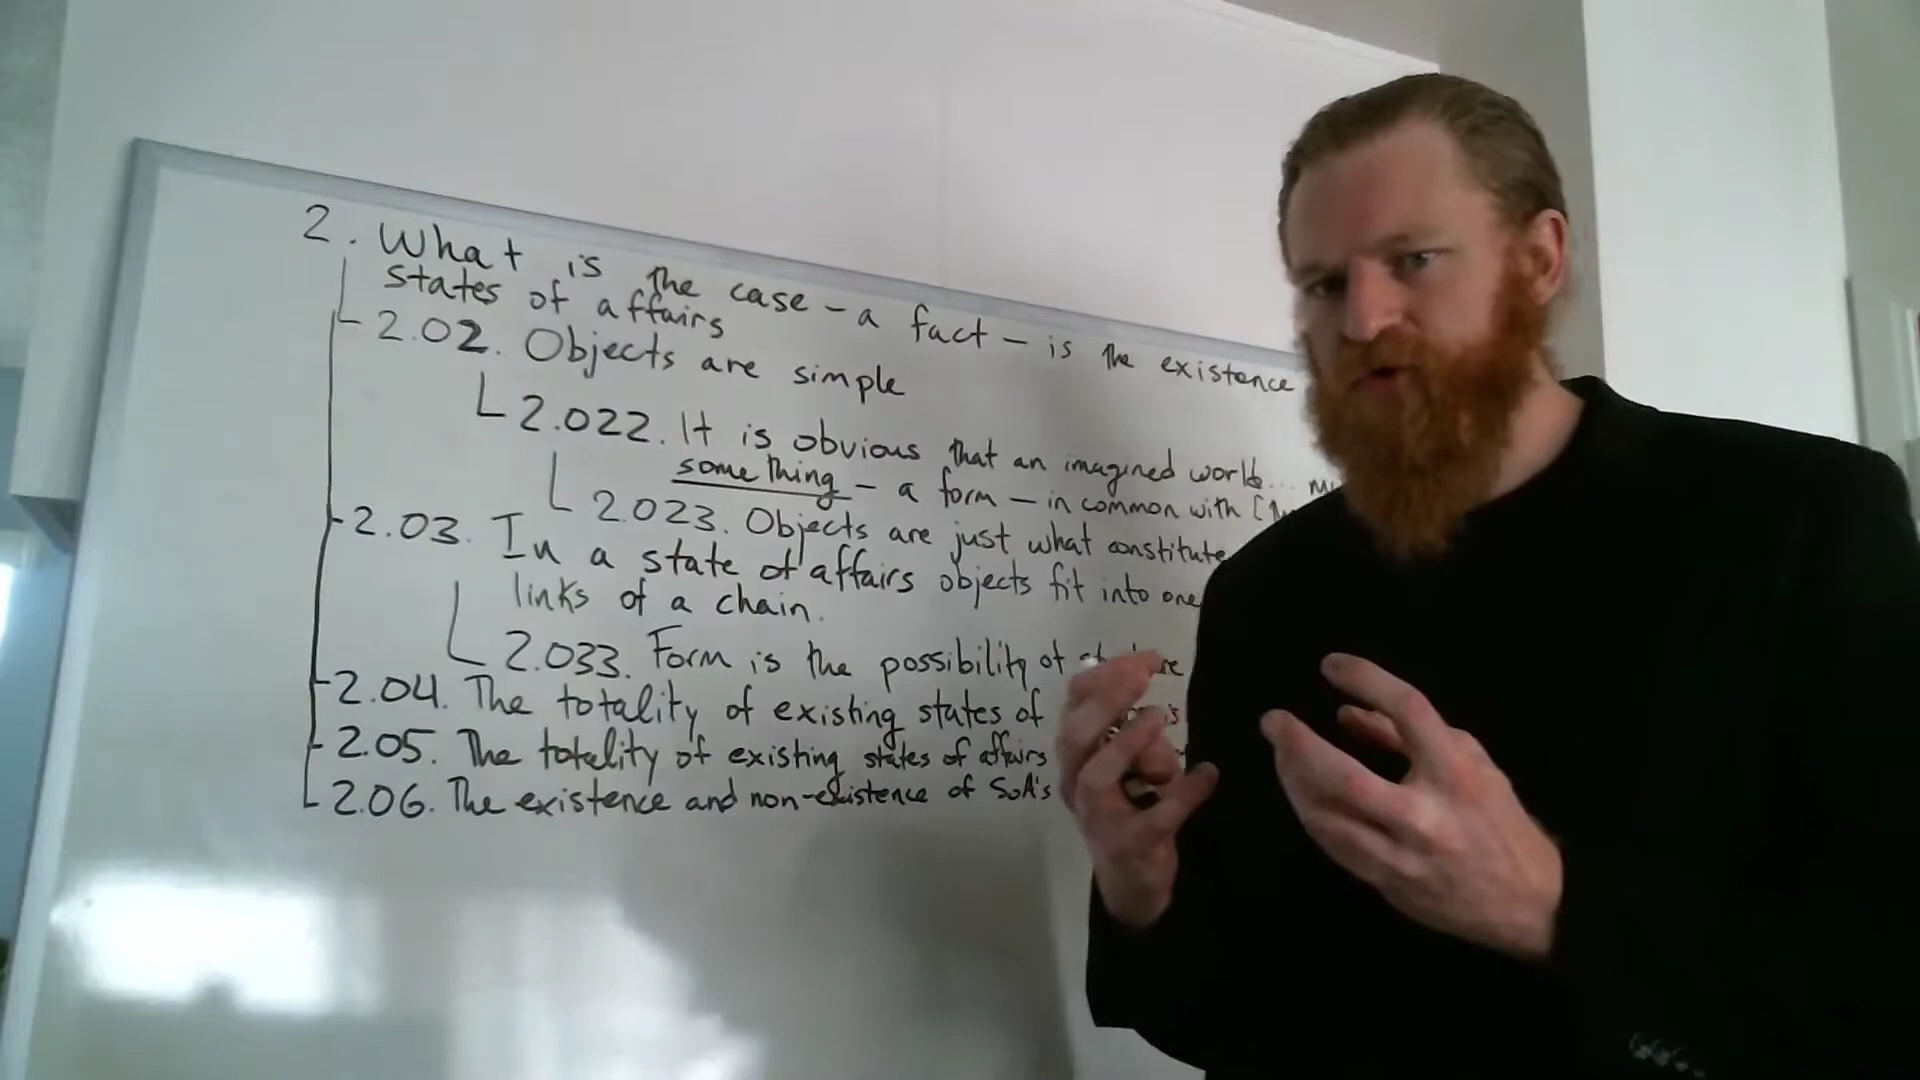 2. What is the case - a fact - is the existence
states of affairs
2.02. Objects are simple
2.022. It is obvious that an imagined world...
something - a form - in common with
2.023. Objects are just what constitute
2.03. In a state of affairs objects fit into one
links of a chain.
2.033. Form is the possibility of
2.04. The totality of existing states of
2.05. The totality of existing states of affairs
2.06. The existence and non-existence of SoA's